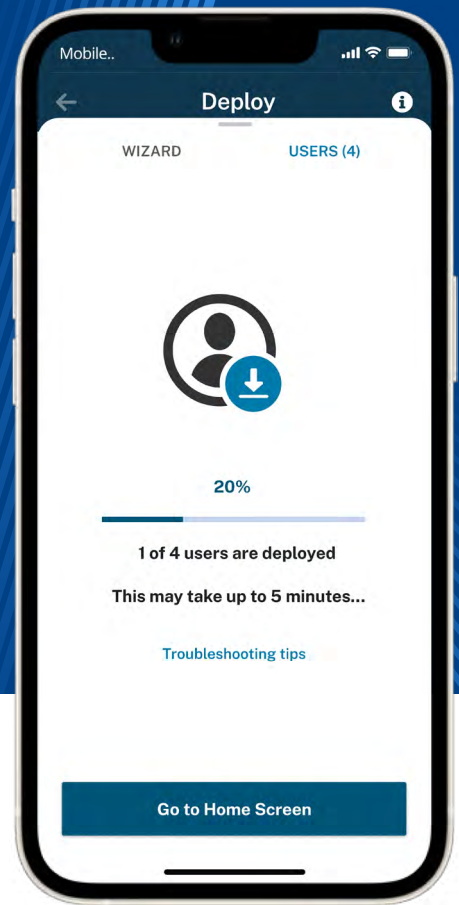 Mobile..
Deploy
WIZARD
USERS (4)
20%
1 of 4 users are deployed
This may take up to 5 minutes...
Troubleshooting tips
Go to Home Screen